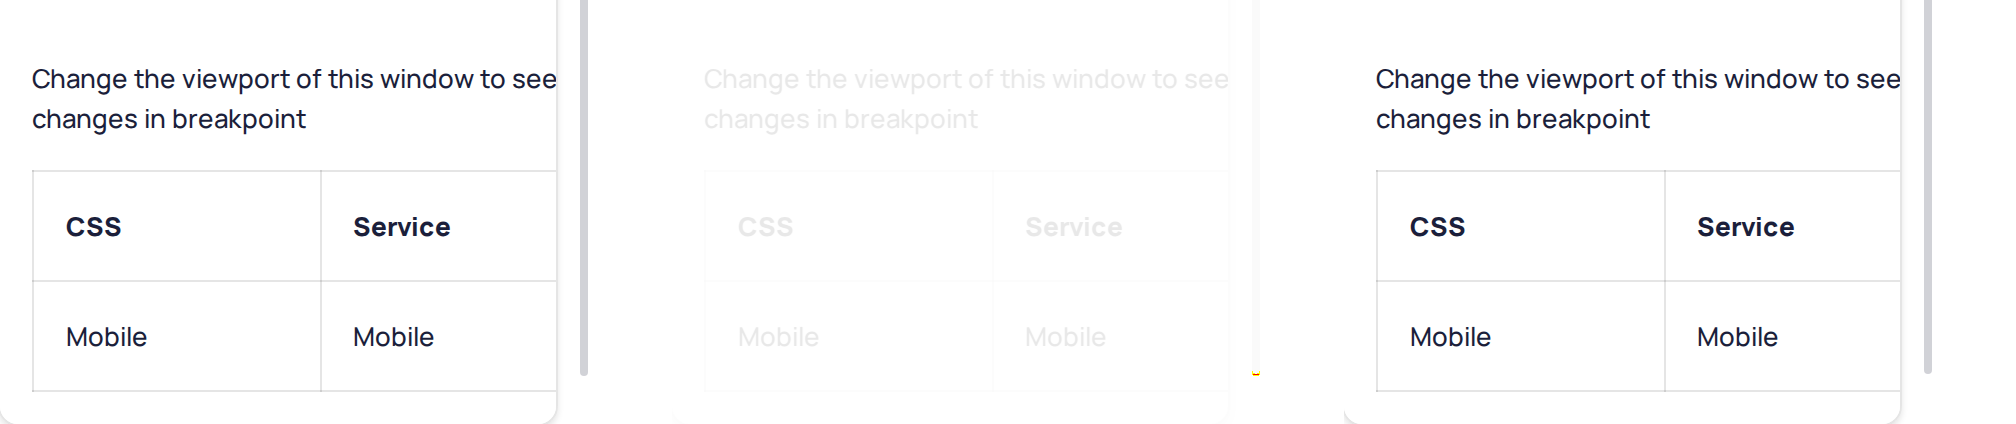 Change the viewport of this window to see
changes in breakpoint
CSS Service
Mobile Mobile
Change the viewport of this window to see
changes in breakpoint
CSS Service
Mobile Mobile
Change the viewport of this window to see
changes in breakpoint
CSS Service
Mobile Mobile